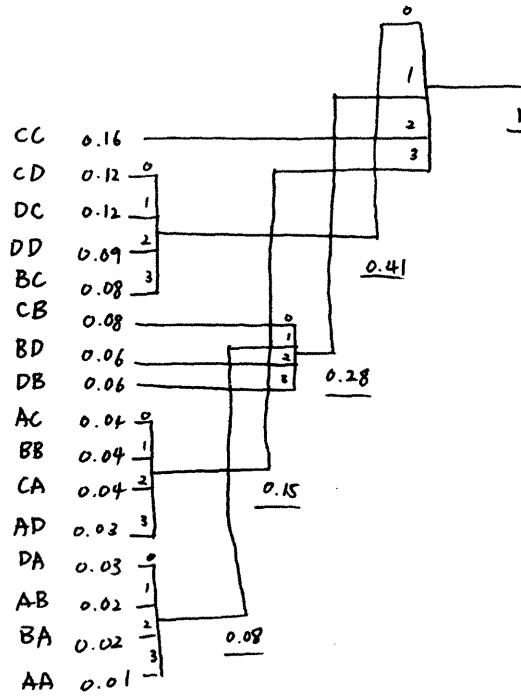 0
1
1
CC 0.16 2
3
CD 0.12 0
DC 0.12 1
DD 0.09 2
0.41
BC 0.08 3
CB 0.08 0
1
BD 0.06 2
DB 0.06 3
0.28
AC 0.04 0
BB 0.04 1
CA 0.04 2
0.15
AD 0.03 3
DA 0.03 0
AB 0.02 1
BA 0.02 2
0.08
AA 0.01 3